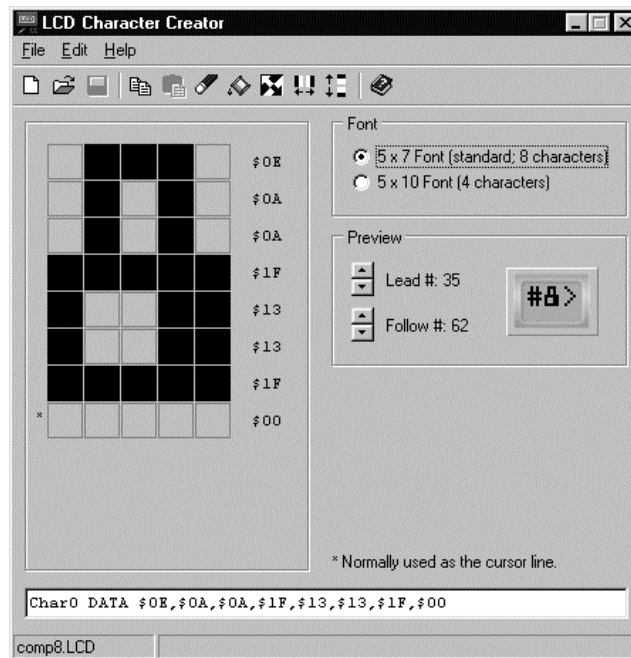 LCD Character Creator
File Edit Help
$0E
$0A
$0A
$1F
$13
$13
$1F
* $00
Font
5 x 7 Font (standard; 8 characters)
5 x 10 Font (4 characters)
Preview
Lead #: 35
Follow #: 62
#>
* Normally used as the cursor line.
Char0 DATA $0E,$0A,$0A,$1F,$13,$13,$1F,$00
comp8.LCD